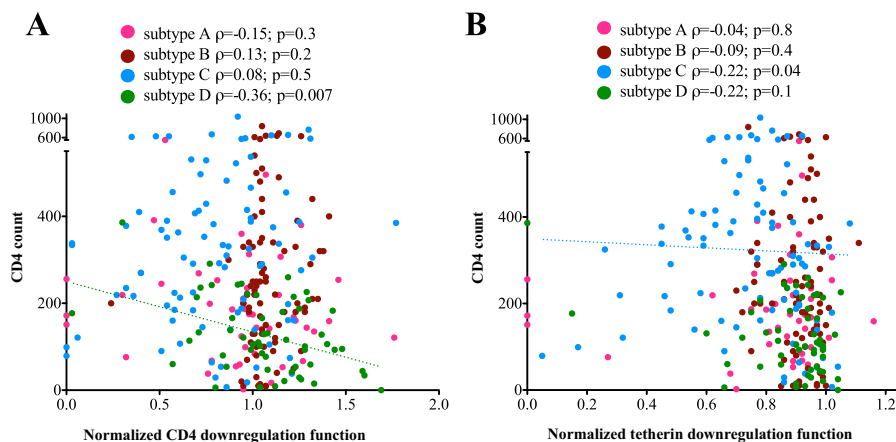 A
subtype A ρ=-0.15; p=0.3
subtype B ρ=0.13; p=0.2
subtype C ρ=0.08; p=0.5
subtype D ρ=-0.36; p=0.007
1000
600
400
200
0
CD4 count
0.0 0.5 1.0 1.5 2.0
Normalized CD4 downregulation function
B
subtype A ρ=-0.04; p=0.8
subtype B ρ=-0.09; p=0.4
subtype C ρ=-0.22; p=0.04
subtype D ρ=-0.22; p=0.1
1000
600
400
200
0
CD4 count
0.0 0.2 0.4 0.6 0.8 1.0 1.2
Normalized tetherin downregulation function